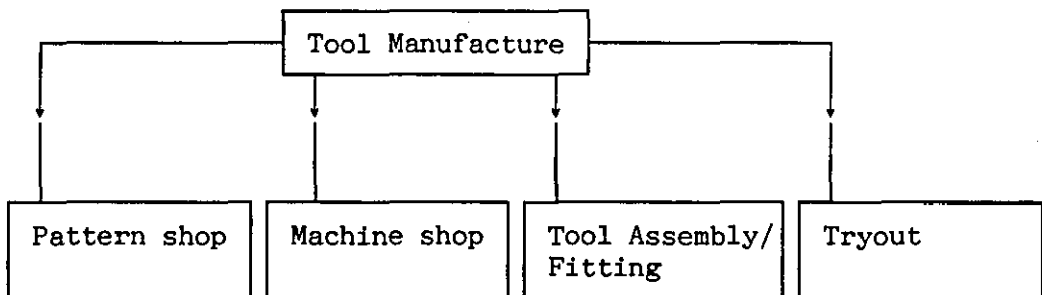 Tool Manufacture
Pattern shop
Machine shop
Tool Assembly/
Fitting
Tryout